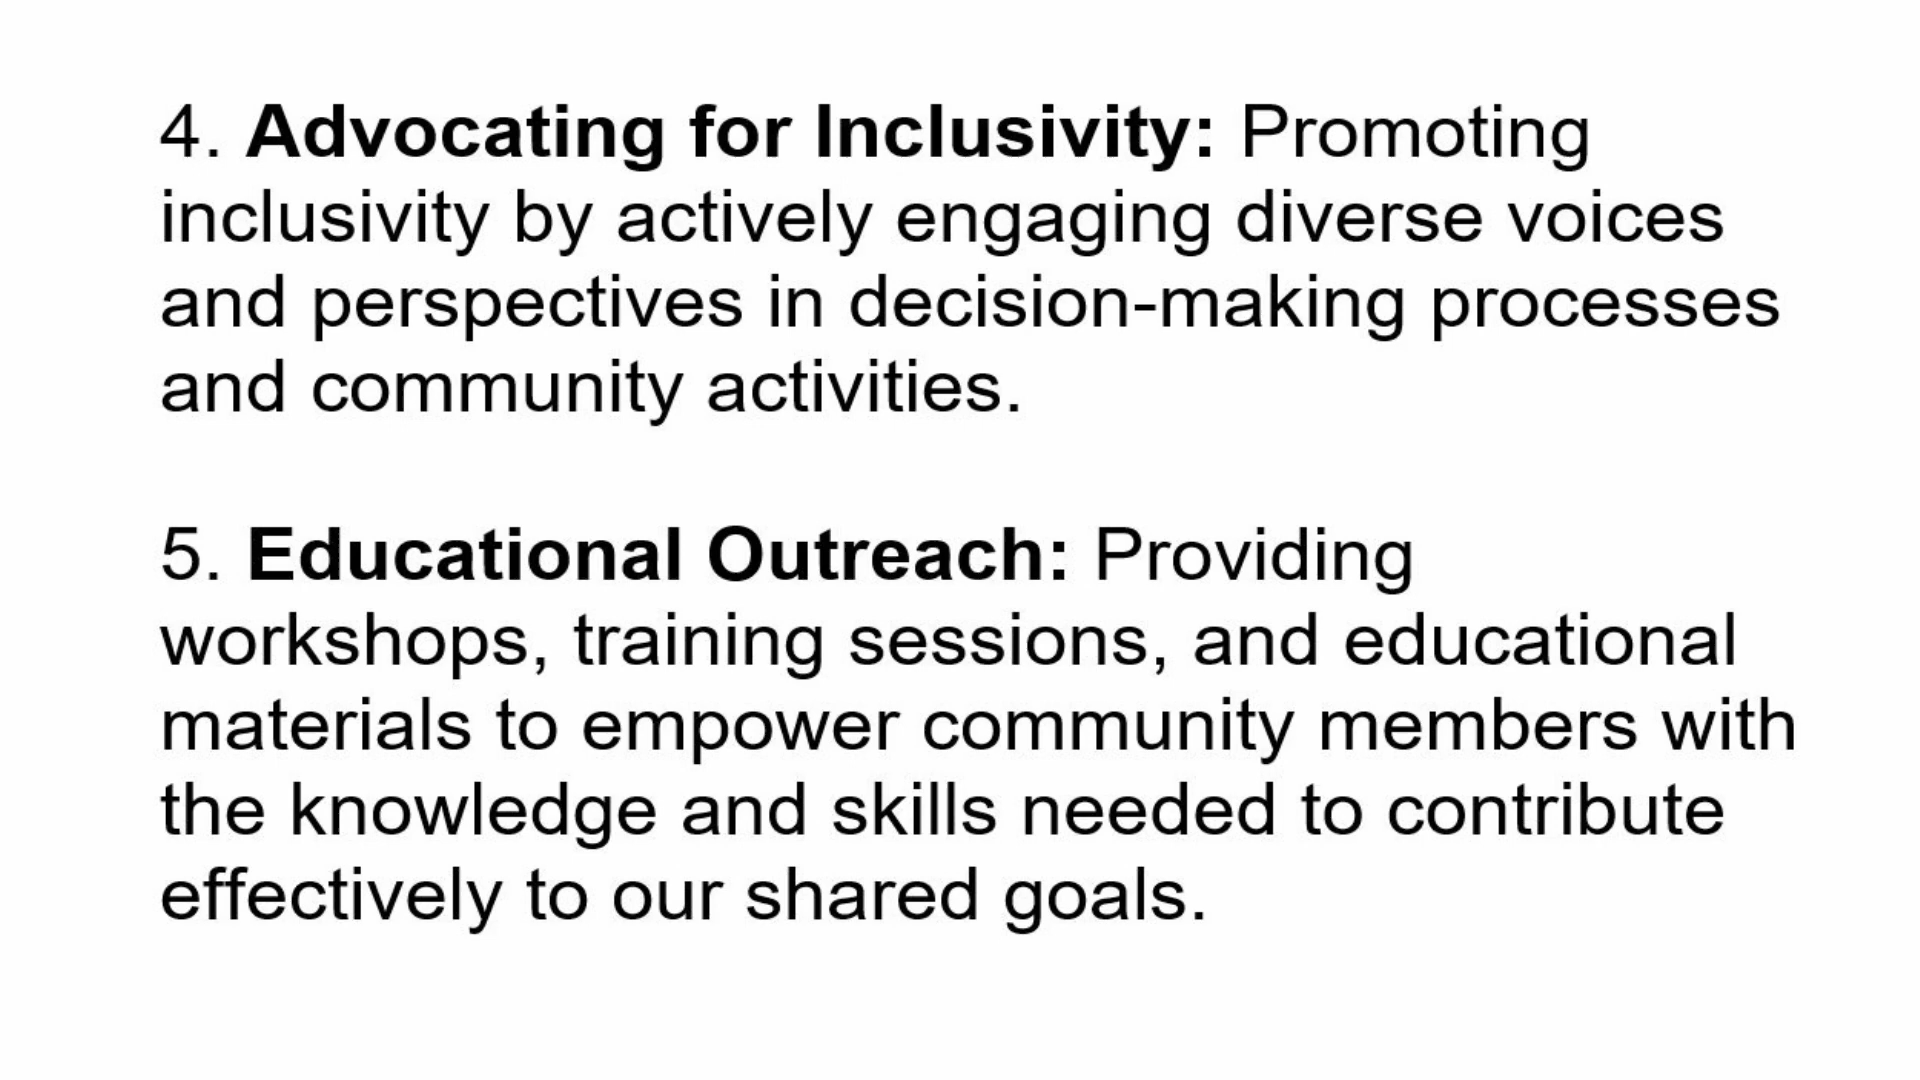 4. Advocating for Inclusivity: Promoting
inclusivity by actively engaging diverse voices
and perspectives in decision-making processes
and community activities.
5. Educational Outreach: Providing
workshops, training sessions, and educational
materials to empower community members with
the knowledge and skills needed to contribute
effectively to our shared goals.